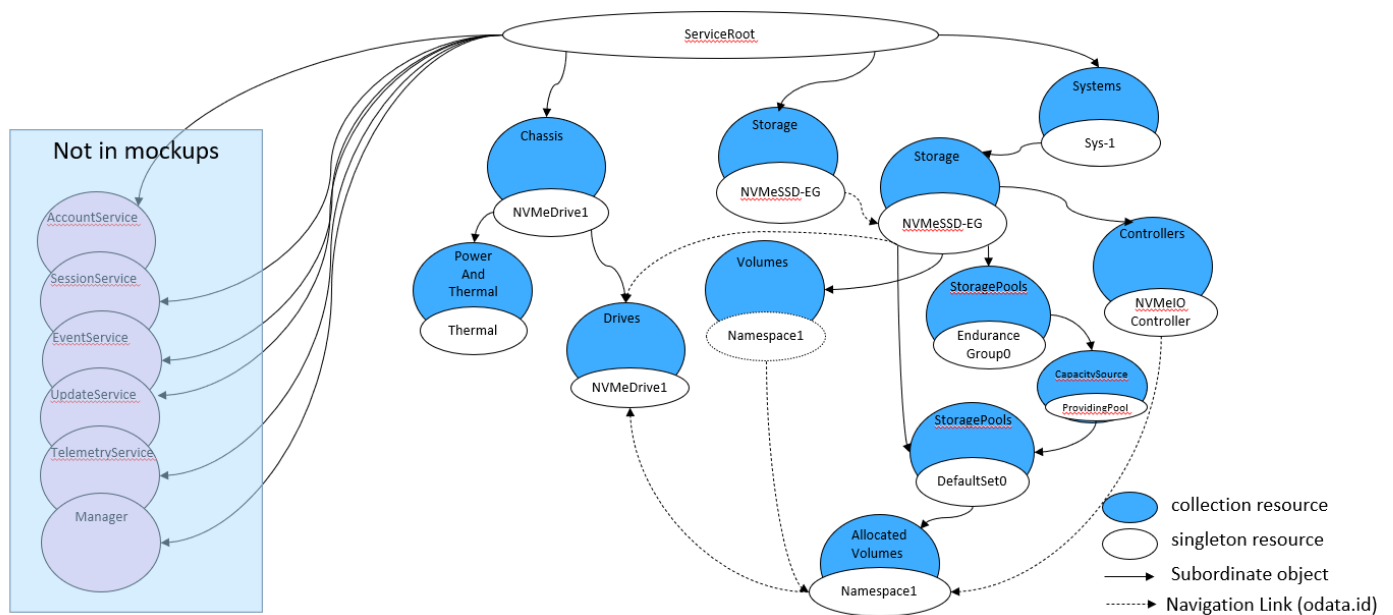 ServiceRoot
Systems
Sys-1
Chassis
NVMeDrive1
Storage
NVMeSSD-EG
Storage
NVMeSSD-EG
Not in mockups
AccountService
SessionService
EventService
UpdateService
TelemetryService
Manager
Power
And
Thermal
Thermal
Drives
NVMeDrive1
Volumes
Namespace1
StoragePools
Endurance
Group0
Controllers
NVMeIO
Controller
CapacitySource
ProvidingPool
StoragePools
DefaultSet0
Allocated
Volumes
Namespace1
collection resource
singleton resource
Subordinate object
Navigation Link (odata.id)